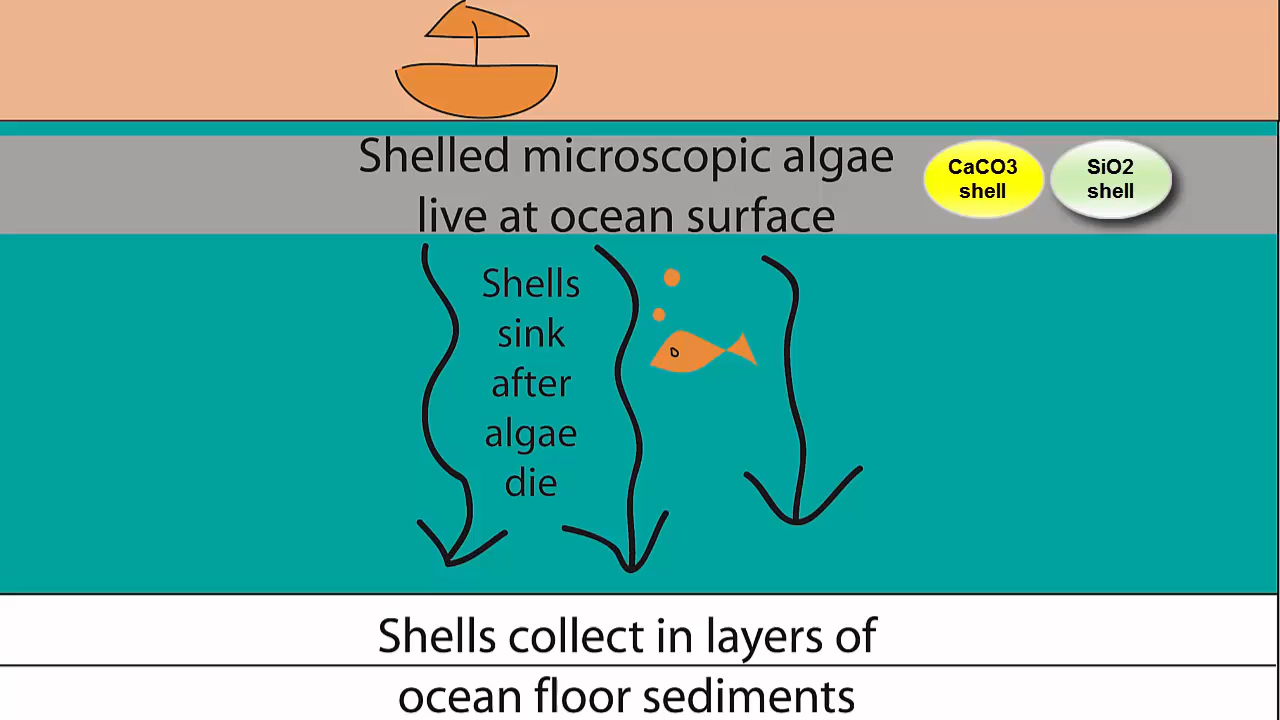 Shelled microscopic algae
live at ocean surface
CaCO3
shell
SiO2
shell
Shells
sink
after
algae
die
Shells collect in layers of
ocean floor sediments